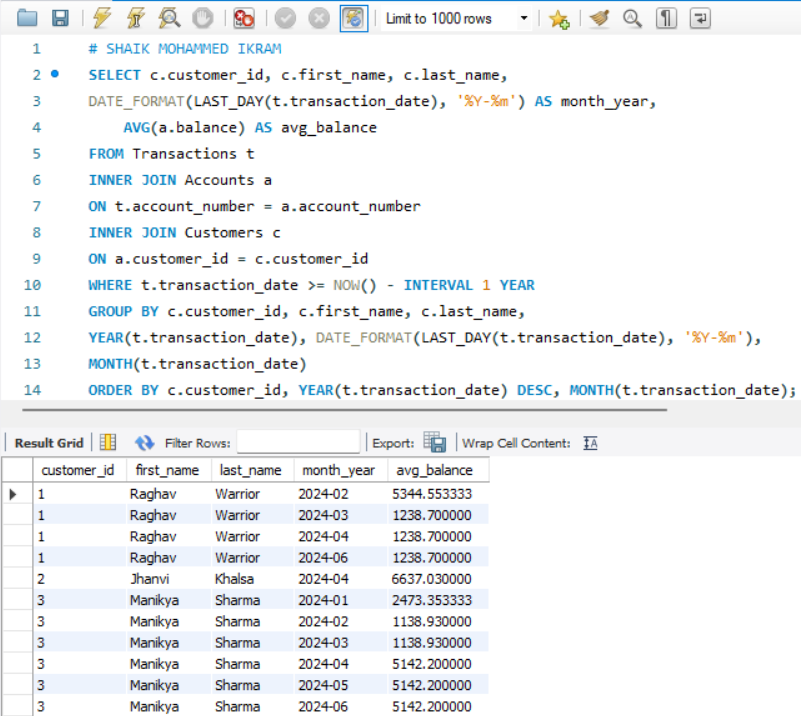 Limit to 1000 rows
1 # SHAIK MOHAMMED IKRAM
2 SELECT c.customer_id, c.first_name, c.last_name,
3 DATE_FORMAT(LAST_DAY(t.transaction_date), '%Y-%m') AS month_year,
4 AVG(a.balance) AS avg_balance
5 FROM Transactions t
6 INNER JOIN Accounts a
7 ON t.account_number = a.account_number
8 INNER JOIN Customers c
9 ON a.customer_id = c.customer_id
10 WHERE t.transaction_date >= NOW() - INTERVAL 1 YEAR
11 GROUP BY c.customer_id, c.first_name, c.last_name,
12 YEAR(t.transaction_date), DATE_FORMAT(LAST_DAY(t.transaction_date), '%Y-%m'),
13 MONTH(t.transaction_date)
14 ORDER BY c.customer_id, YEAR(t.transaction_date) DESC, MONTH(t.transaction_date);
Result Grid Filter Rows: Export: Wrap Cell Content:
customer_id first_name last_name month_year avg_balance
1 Raghav Warrior 2024-02 5344.553333
1 Raghav Warrior 2024-03 1238.700000
1 Raghav Warrior 2024-04 1238.700000
1 Raghav Warrior 2024-06 1238.700000
2 Jhanvi Khalsa 2024-04 6637.030000
3 Manikya Sharma 2024-01 2473.353333
3 Manikya Sharma 2024-02 1138.930000
3 Manikya Sharma 2024-03 1138.930000
3 Manikya Sharma 2024-04 5142.200000
3 Manikya Sharma 2024-05 5142.200000
3 Manikya Sharma 2024-06 5142.200000